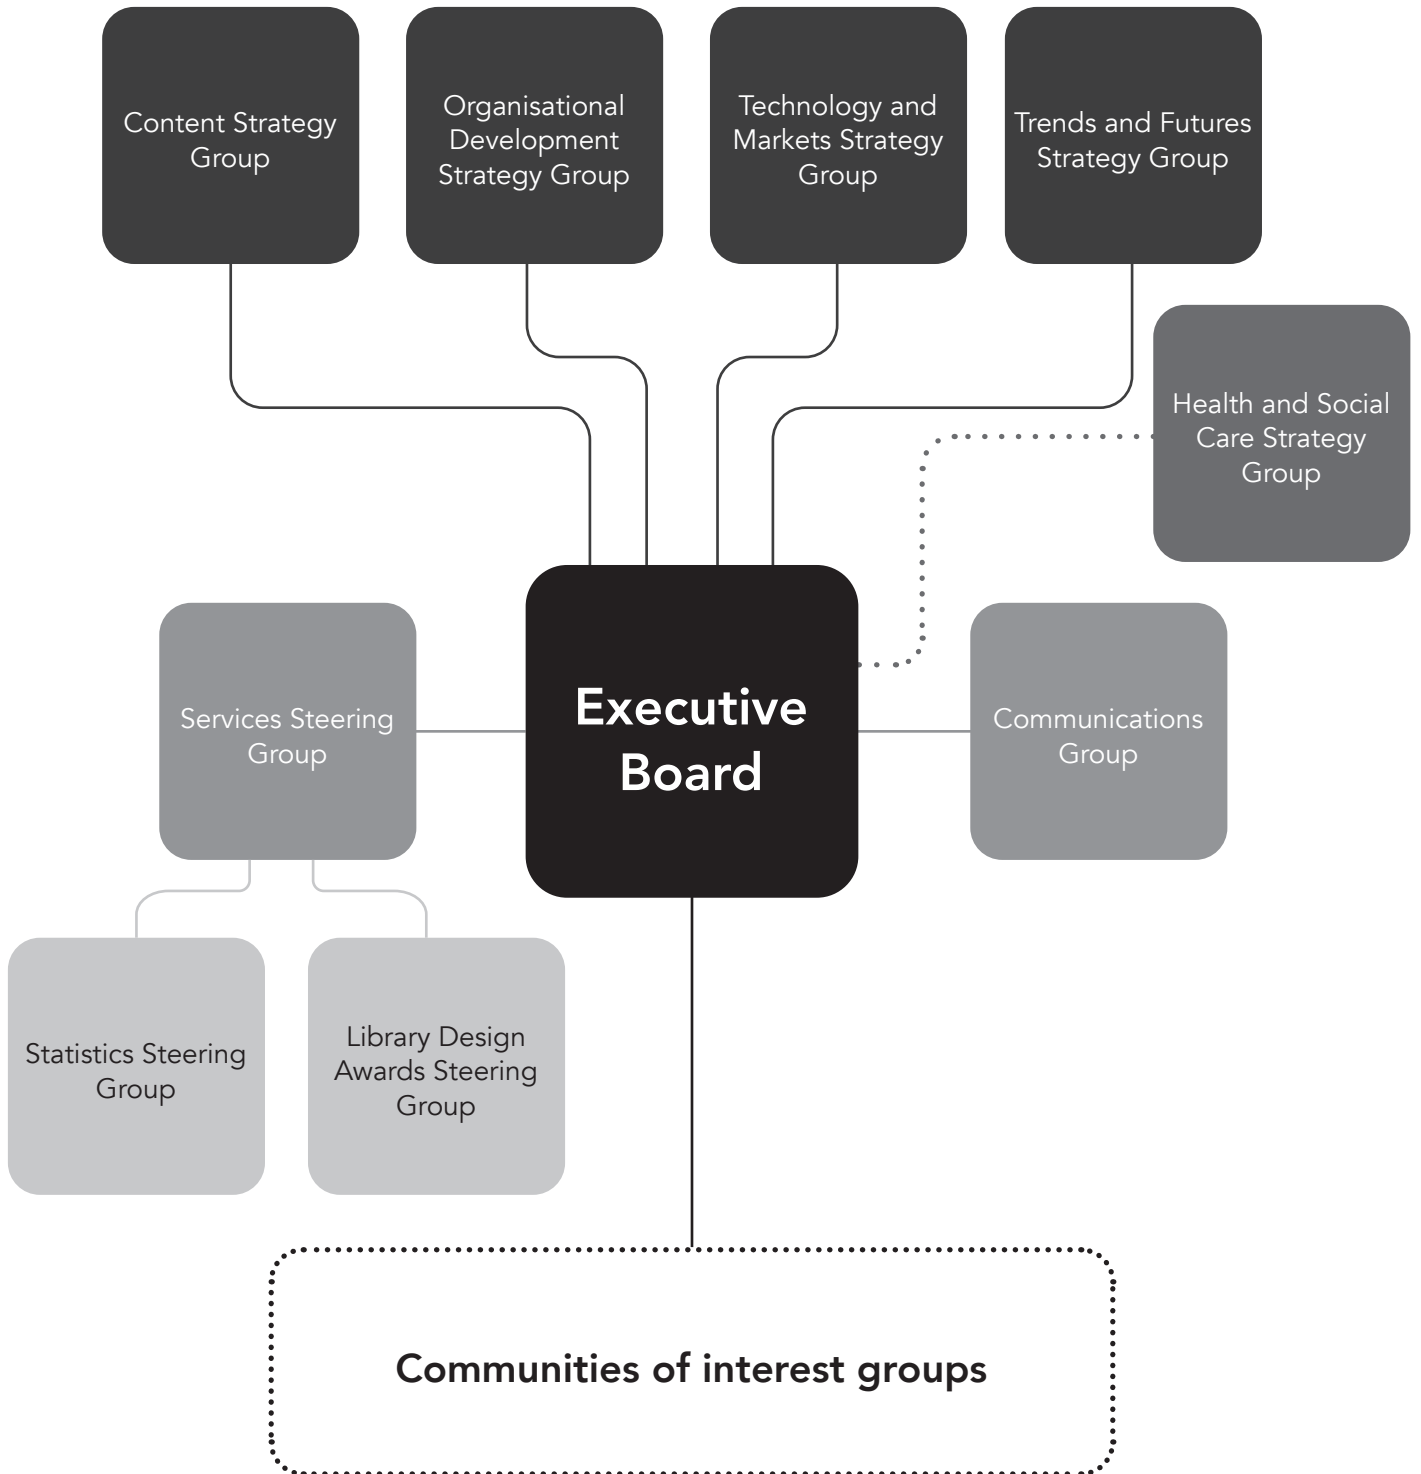 Content Strategy
Group
Organisational
Development
Strategy Group
Technology and
Markets Strategy
Group
Trends and Futures
Strategy Group
Health and Social
Care Strategy
Group
Services Steering
Group
Executive
Board
Communications
Group
Statistics Steering
Group
Library Design
Awards Steering
Group
Communities of interest groups